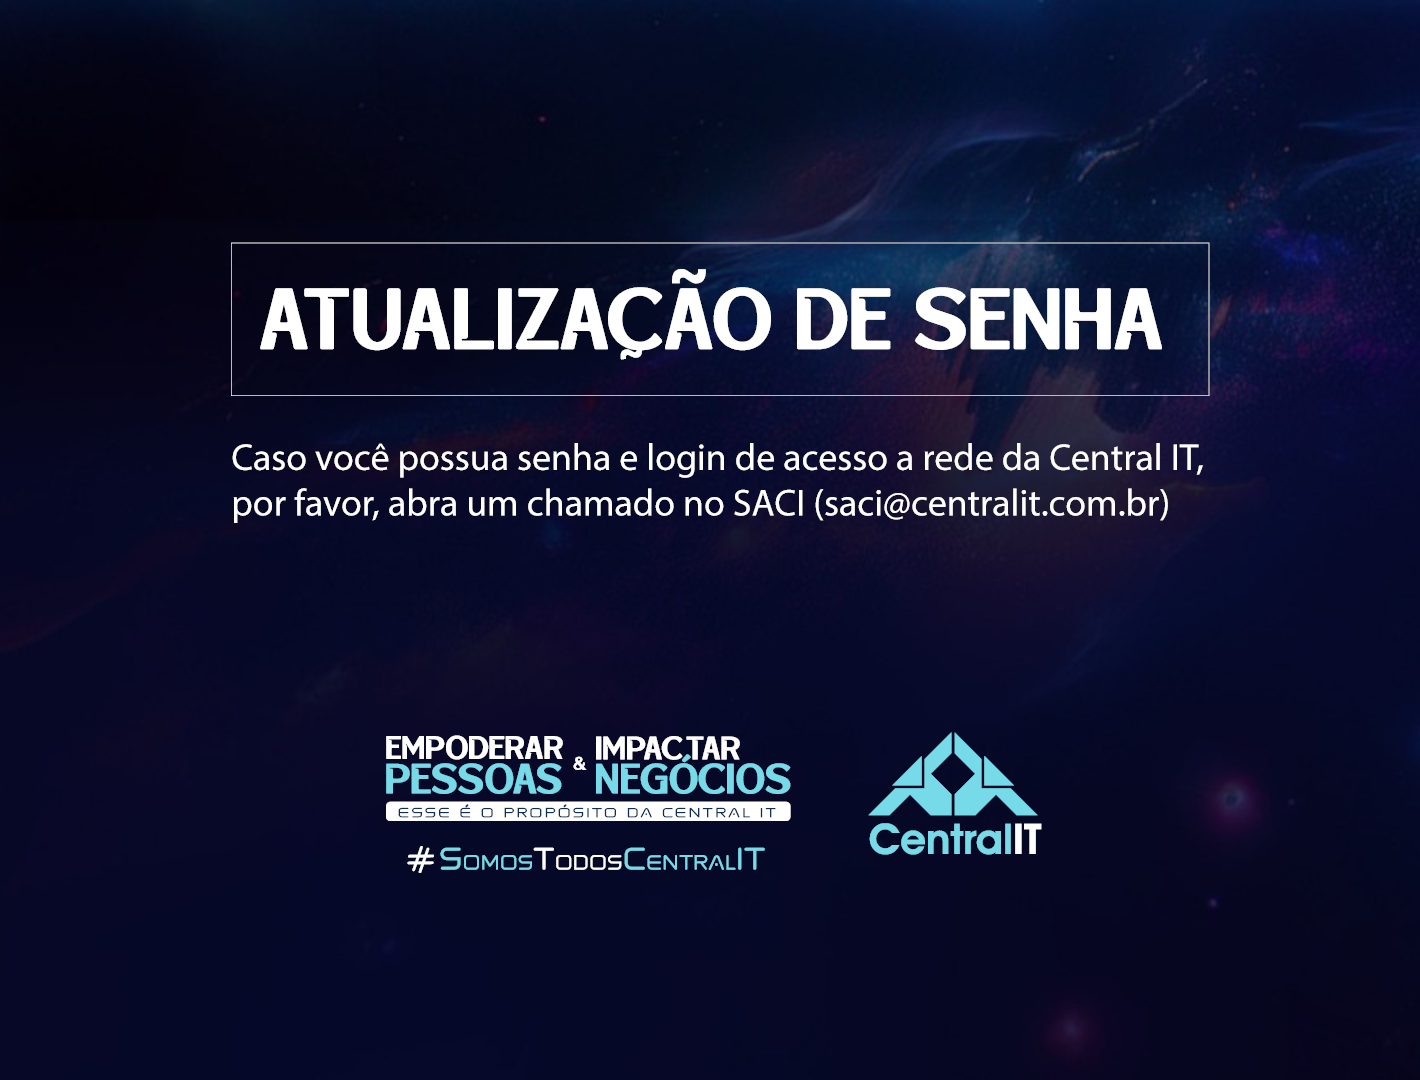 ATUALIZAÇÃO DE SENHA
Caso você possua senha e login de acesso a rede da Central IT,
por favor, abra um chamado no SACI (saci@centralit.com.br)
EMPODERAR
PESSOAS
&
IMPACTAR
NEGÓCIOS
ESSE É O PROPÓSITO DA CENTRAL IT
#SomosTodosCentralIT
CentralIT